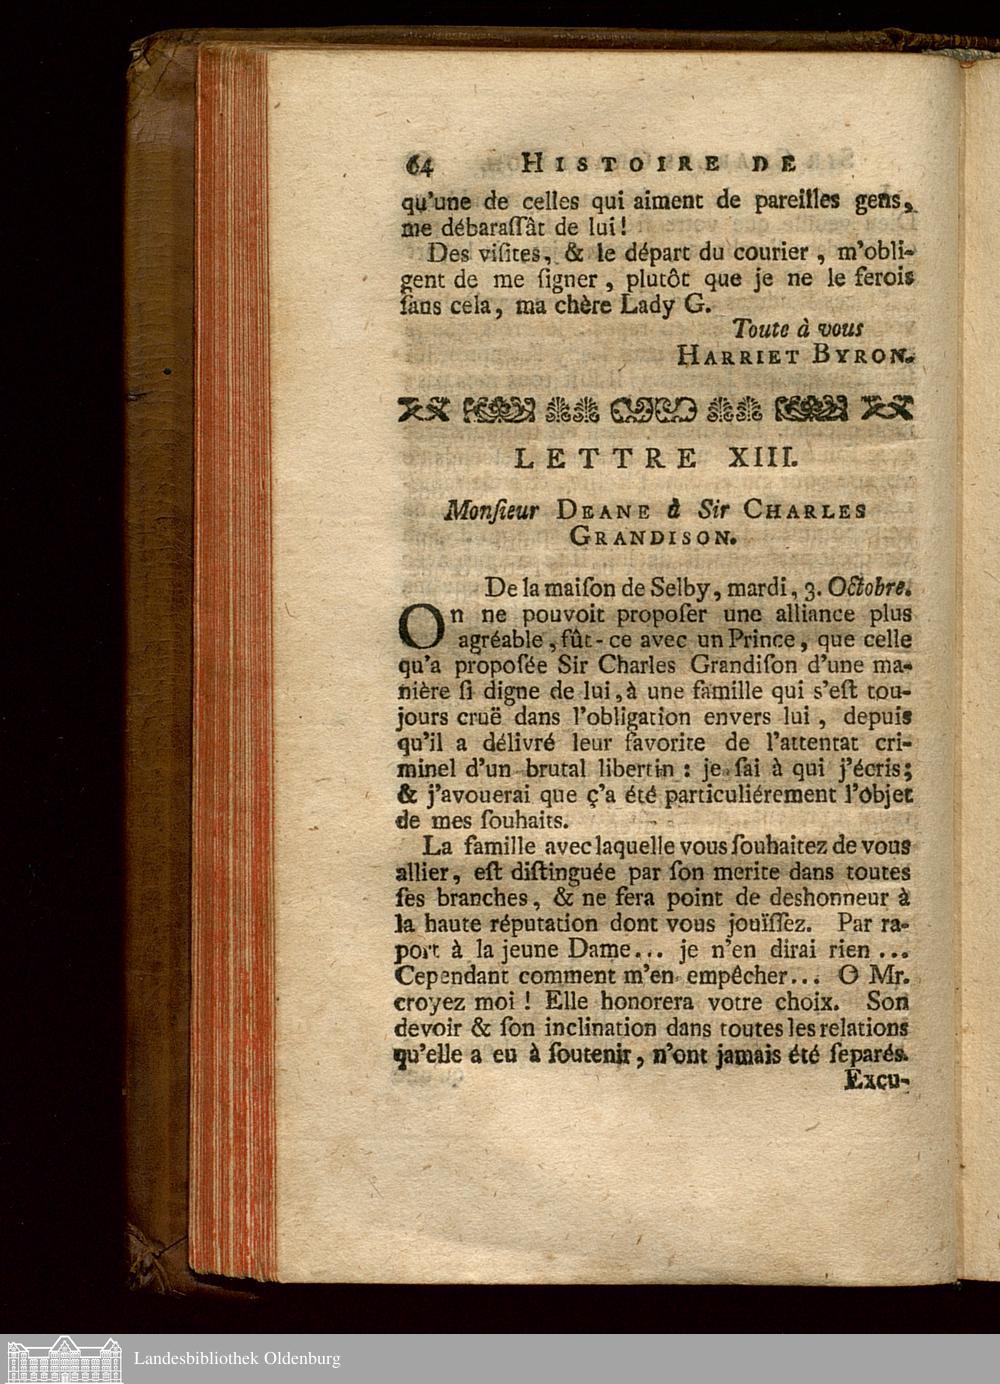 64 HISTOIRE DE
qu'une de celles qui aiment de pareilles gens,
me débaraſſât de lui!
Des viſites, & le départ du courier, m'obli-
gent de me ſigner, plutôt que je ne le ferois
ſans cela, ma chère Lady G.
Toute à vous
HARRIET BYRON.
LETTRE XIII.
Monſieur DEANE à Sir CHARLES
GRANDISON.
De la maiſon de Selby, mardi, 3. Octobre.
On ne pouvoit propoſer une alliance plus
agréable, fût-ce avec un Prince, que celle
qu'a propoſée Sir Charles Grandiſon d'une ma-
nière ſi digne de lui, à une famille qui s'eſt tou-
jours cruë dans l'obligation envers lui, depuis
qu'il a délivré leur favorite de l'attentat cri-
minel d'un brutal libertin : je ſai à qui j'écris;
& j'avouerai que ç'a été particuliérement l'objet
de mes ſouhaits.
La famille avec laquelle vous ſouhaitez de vous
allier, eſt diſtinguée par ſon merite dans toutes
ſes branches, & ne fera point de deshonneur à
la haute réputation dont vous jouïſſez. Par ra-
port à la jeune Dame... je n'en dirai rien ...
Cependant comment m'en empêcher... O Mr.
croyez moi ! Elle honorera votre choix. Son
devoir & ſon inclination dans toutes les relations
qu'elle a eu à ſoutenir, n'ont jamais été ſeparés.
Excu-
Landesbibliothek Oldenburg